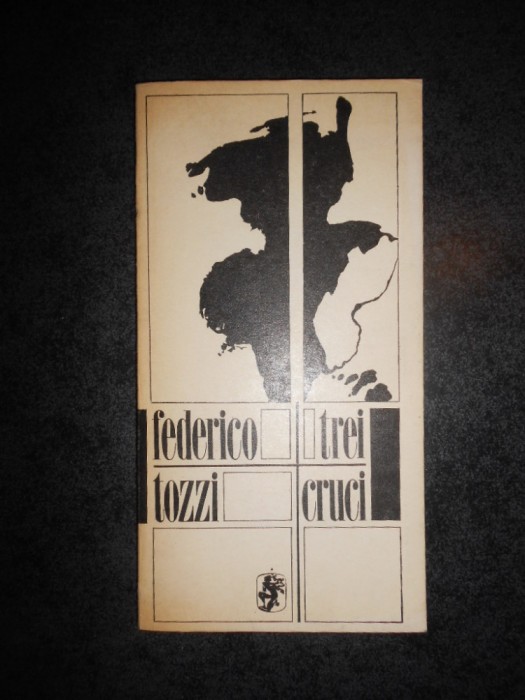 federico
tozzi
trei
cruci